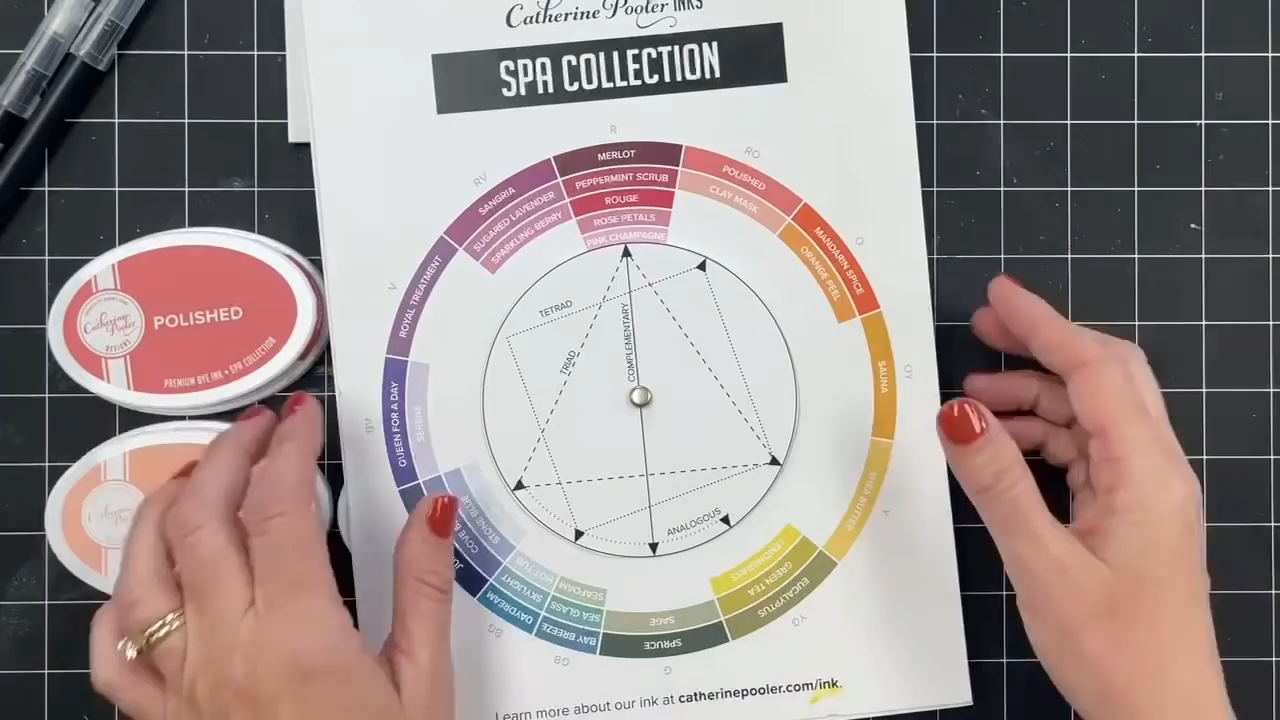 Catherine Pooler INKS
SPA COLLECTION
R
RO
O
OY
Y
YG
G
GB
BG
BV
V
RV
MERLOT
PEPPERMINT SCRUB
ROUGE
ROSE PETALS
PINK CHAMPAGNE
POLISHED
CLAY MASK
MANDARIN SPICE
ORANGE PEEL
SAUNA
SHEA BUTTER
EUCALYPTUS
GREEN TEA
LEMONGRASS
SPRUCE
SAGE
BAY BREEZE
SEA GLASS
SEAFOAM
DAYDREAM
SKYLIGHT
HOT TUB
COVE
STONE BLUE
QUEEN FOR A DAY
SERENE
ROYAL TREATMENT
SANGRIA
SUGARED LAVENDER
SPARKLING BERRY
TETRAD
TRIAD
COMPLEMENTARY
ANALOGOUS
Learn more about our ink at catherinepooler.com/ink.
Catherine
Pooler
DESIGNS
POLISHED
PREMIUM DYE INK • SPA COLLECTION